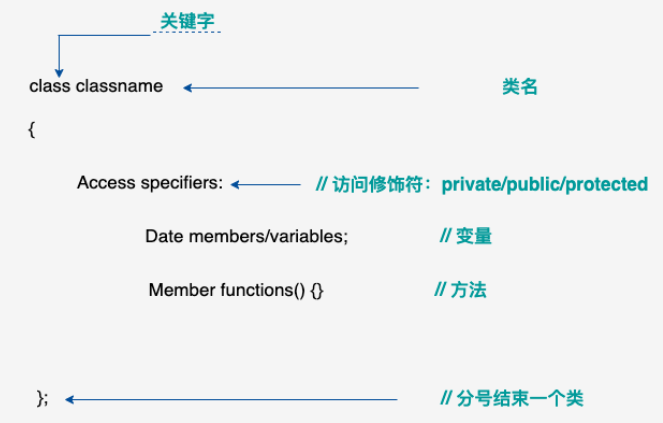 关键字
class classname 类名
{
Access specifiers: // 访问修饰符：private/public/protected
Date members/variables; // 变量
Member functions() {} // 方法
}; // 分号结束一个类